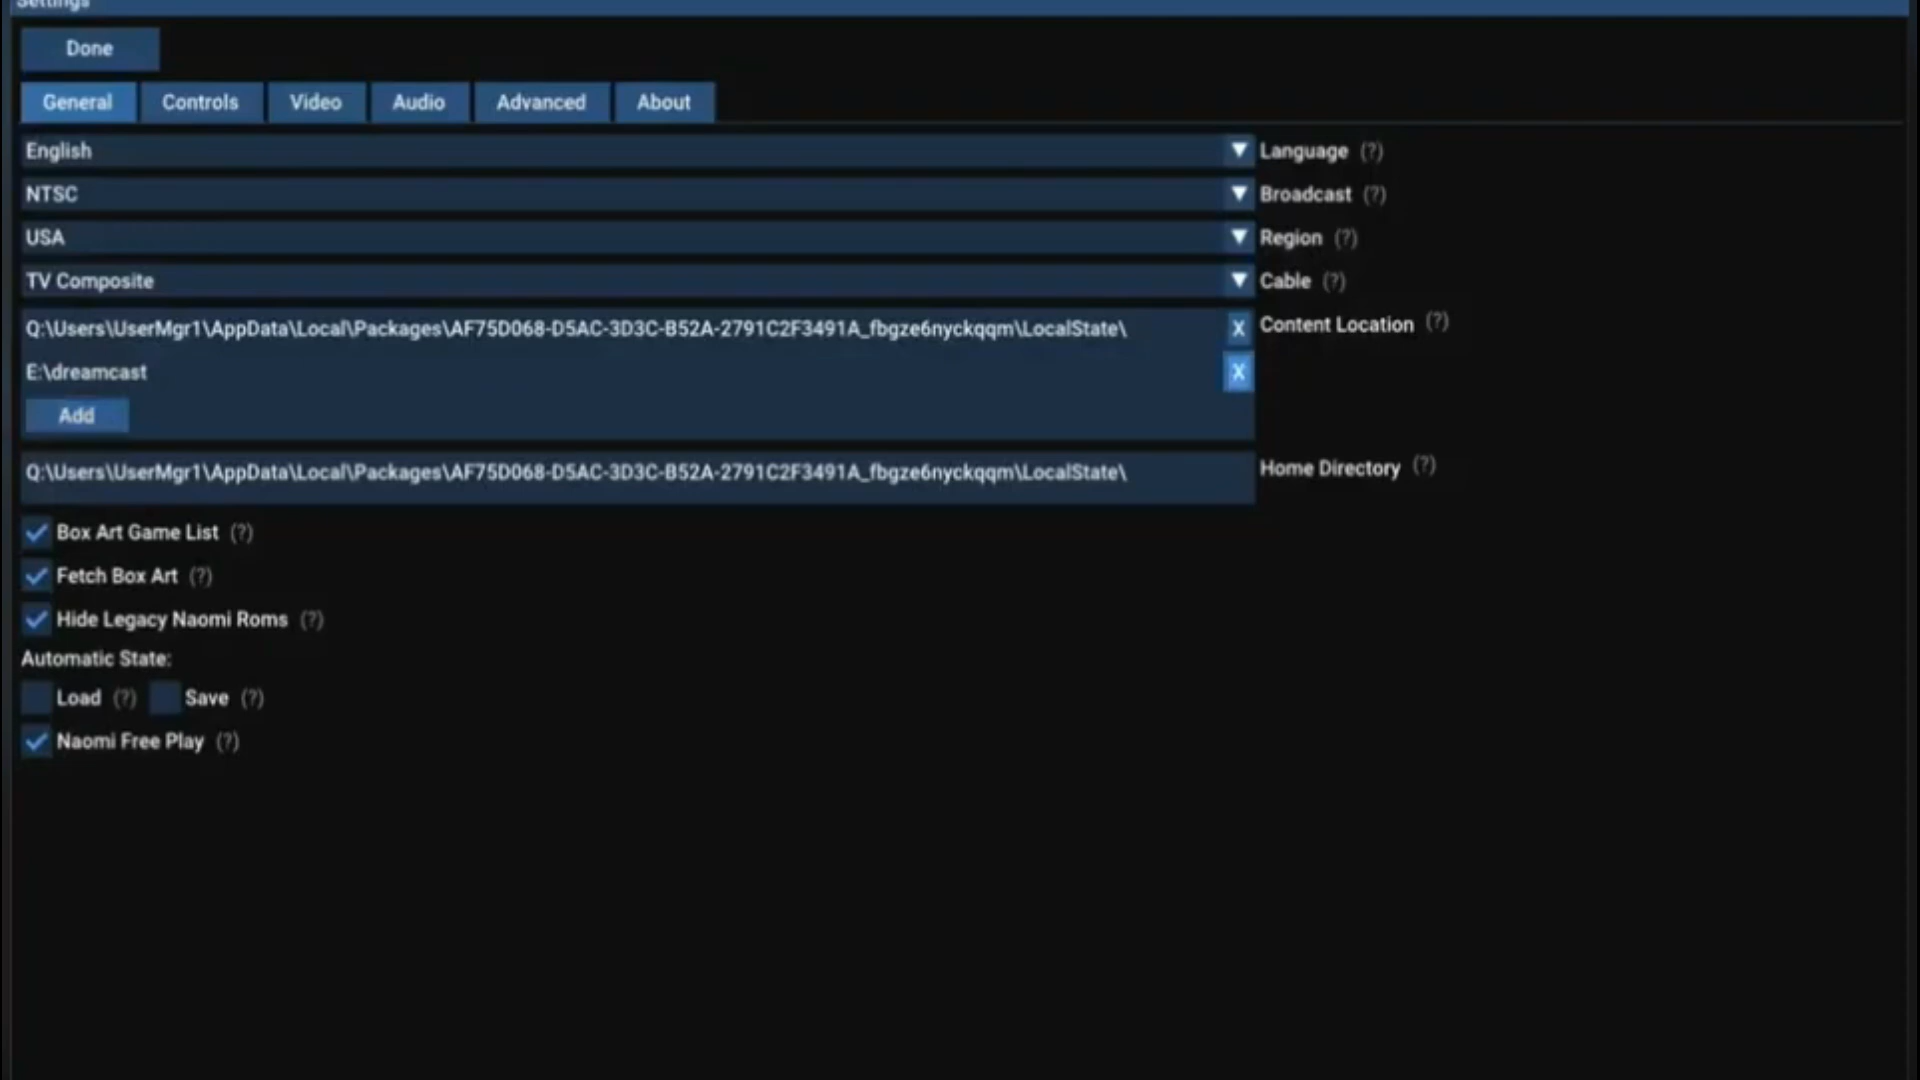 Settings
Done
General Controls Video Audio Advanced About
English Language (?)
NTSC Broadcast (?)
USA Region (?)
TV Composite Cable (?)
Q:\Users\UserMgr1\AppData\Local\Packages\AF75D068-D5AC-3D3C-B52A-2791C2F3491A_fbgze6nyckqqm\LocalState\ X Content Location (?)
E:\dreamcast X
Add
Q:\Users\UserMgr1\AppData\Local\Packages\AF75D068-D5AC-3D3C-B52A-2791C2F3491A_fbgze6nyckqqm\LocalState\ Home Directory (?)
Box Art Game List (?)
Fetch Box Art (?)
Hide Legacy Naomi Roms (?)
Automatic State:
Load (?) Save (?)
Naomi Free Play (?)